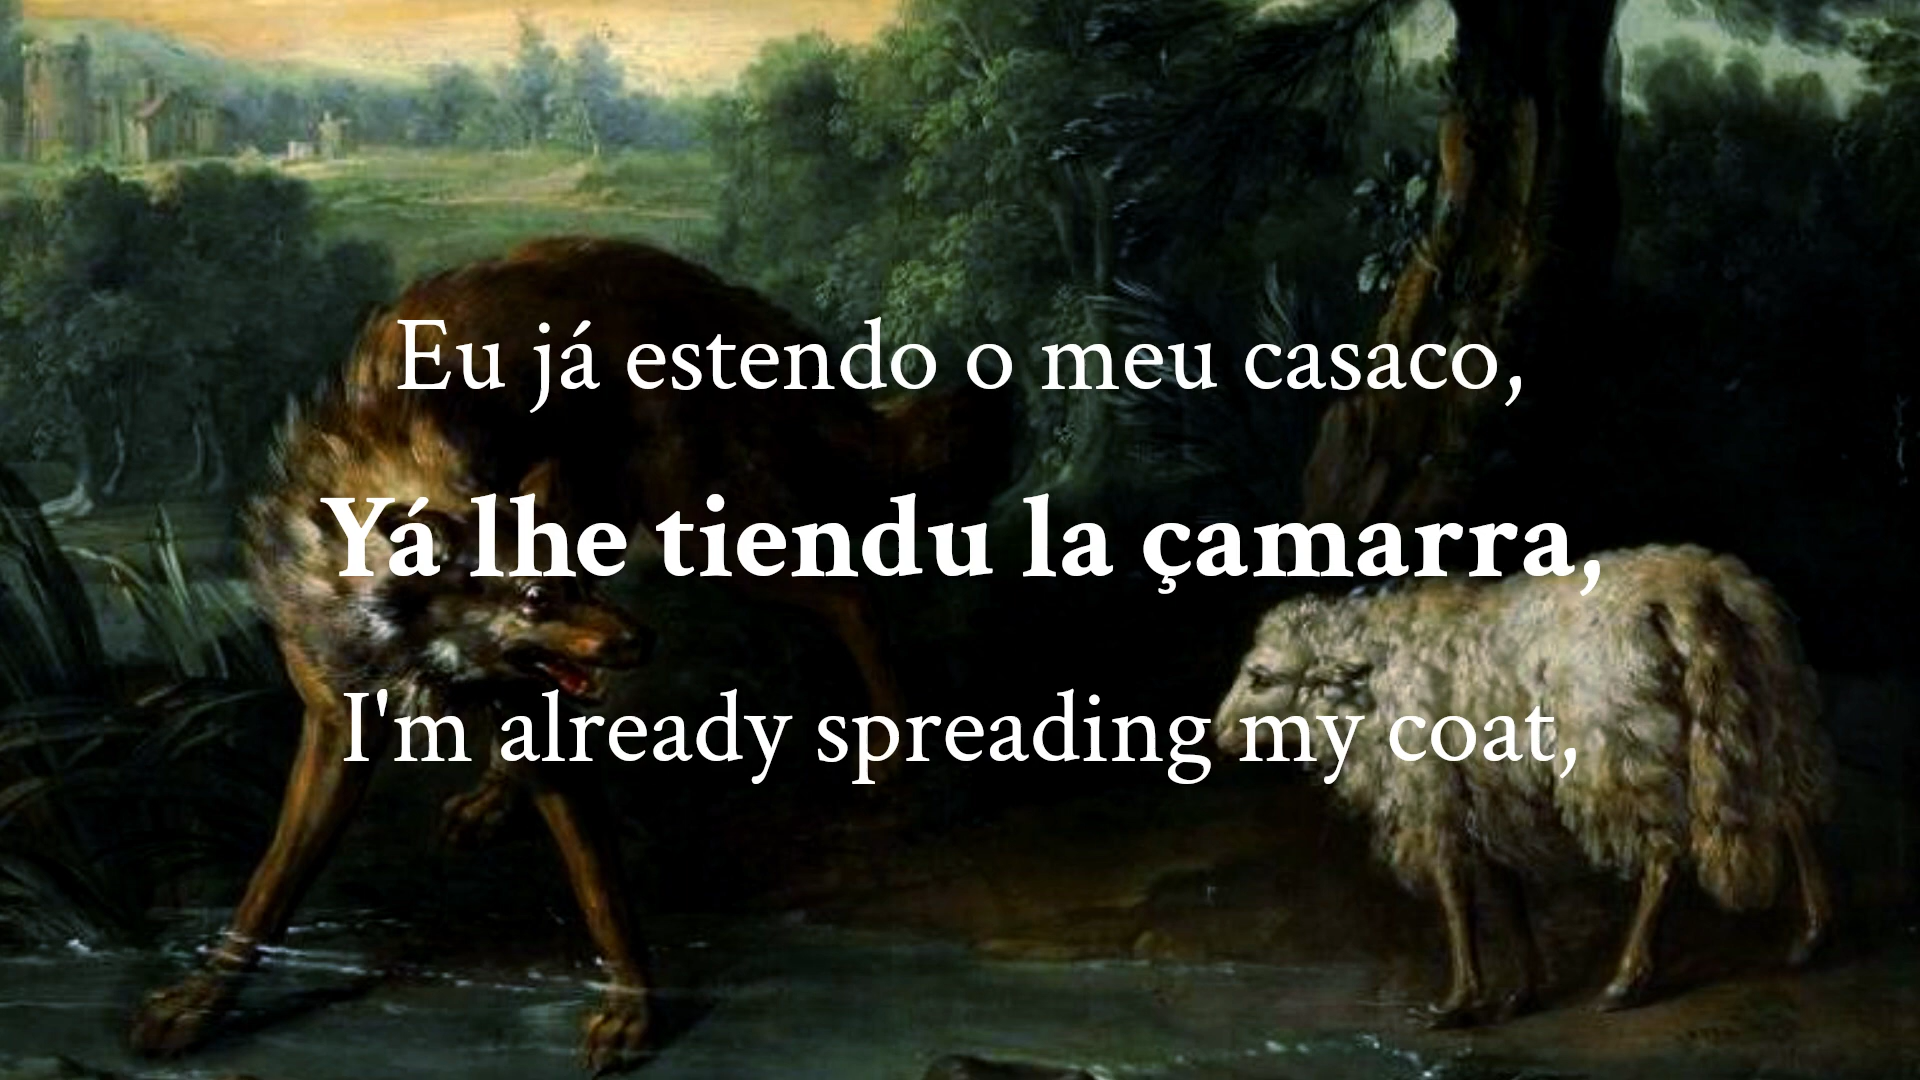 Eu já estendo o meu casaco,
Yá lhe tiendu la çamarra,
I'm already spreading my coat,